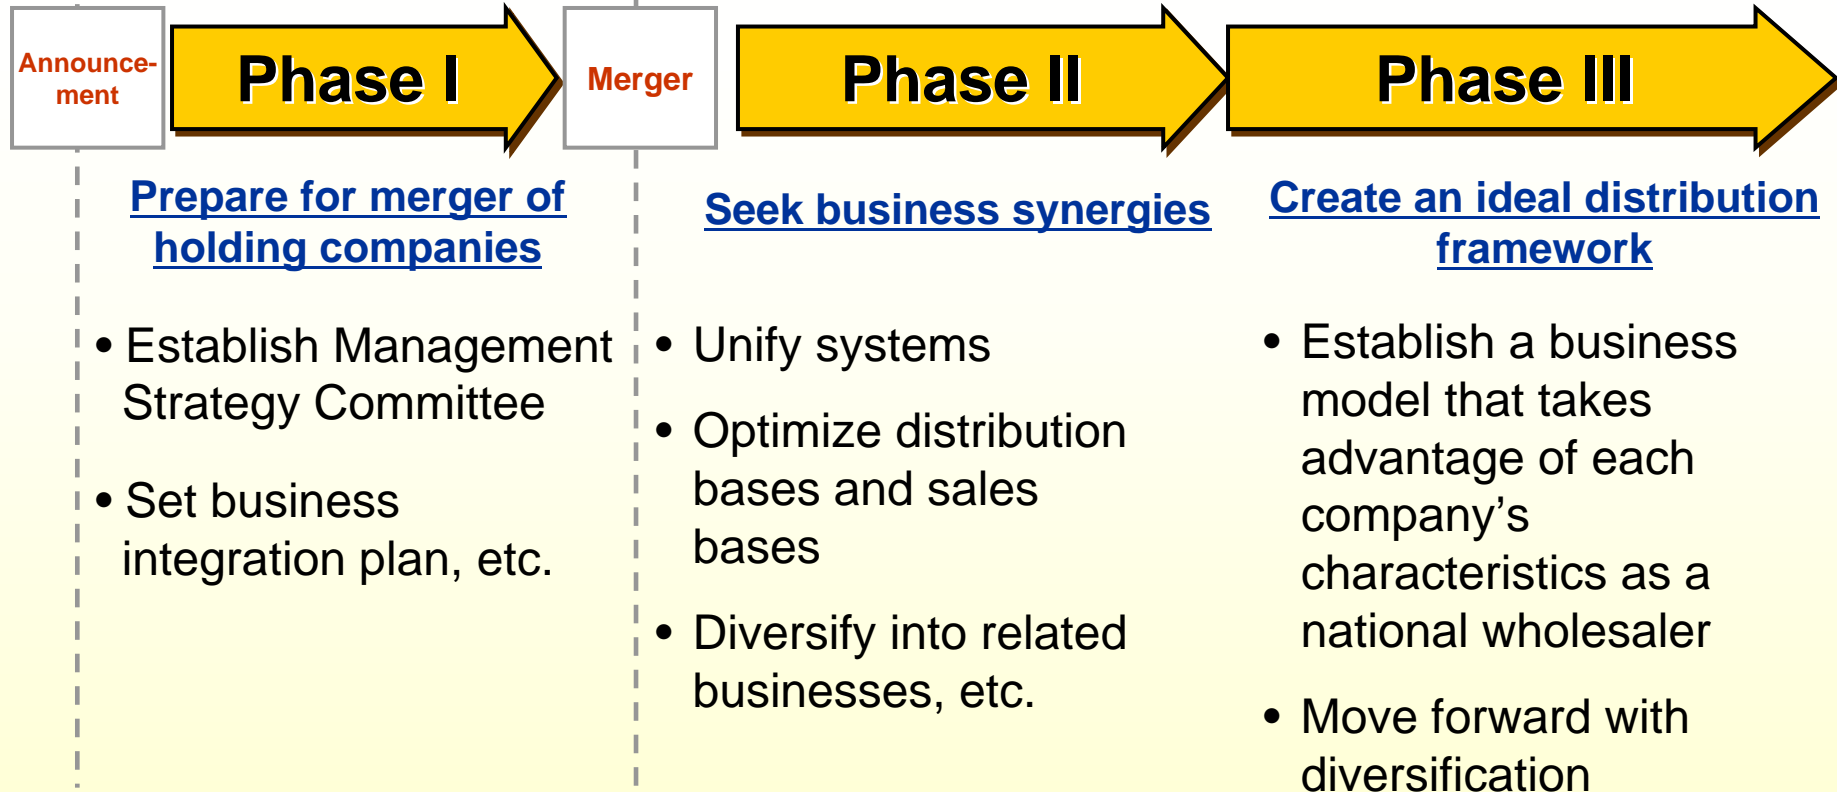 Announce-
ment
Phase I
Merger
Phase II
Phase III
Prepare for merger of
holding companies
• Establish Management
Strategy Committee
• Set business
integration plan, etc.
Seek business synergies
• Unify systems
• Optimize distribution
bases and sales
bases
• Diversify into related
businesses, etc.
Create an ideal distribution
framework
• Establish a business
model that takes
advantage of each
company’s
characteristics as a
national wholesaler
• Move forward with
diversification